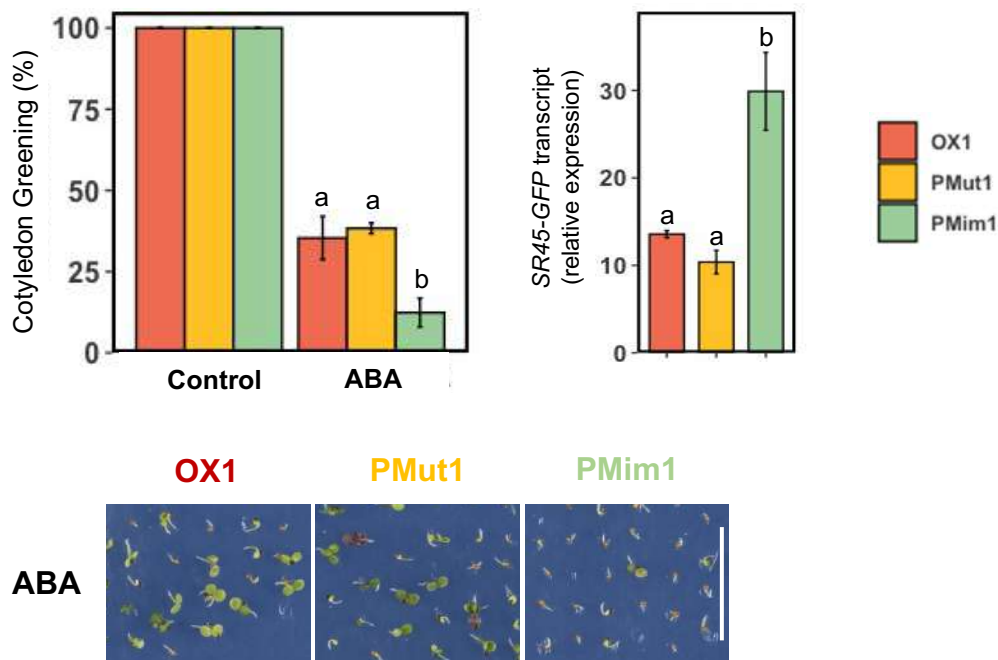 Cotyledon Greening (%)
100
75
50
25
0
a
a
b
Control
ABA
SR45-GFP transcript
(relative expression)
30
20
10
0
a
a
b
OX1
PMut1
PMim1
OX1
PMut1
PMim1
ABA